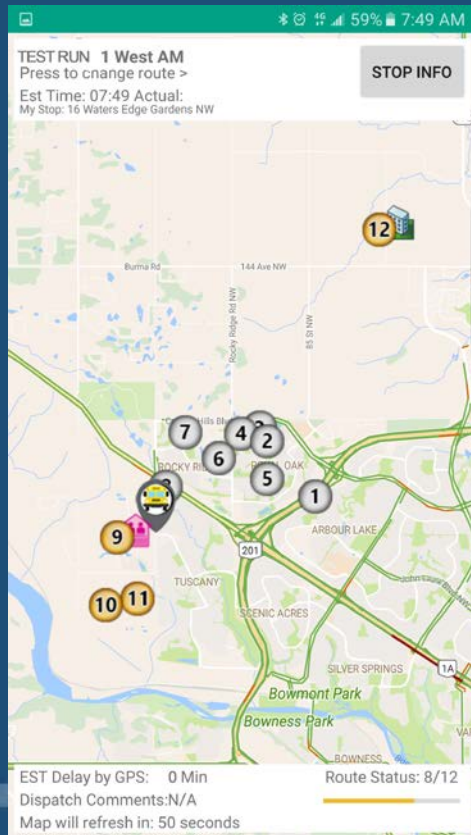 59% 7:49 AM
TEST RUN 1 West AM
Press to change route >
STOP INFO
Est Time: 07:49 Actual:
My Stop: 16 Waters Edge Gardens NW
12
Burma Rd
144 Ave NW
Rocky Ridge Rd NW
85 St NW
7
4
2
6
5
1
ARBOUR LAKE
9
201
TUSCANY
10
11
SCENIC ACRES
SILVER SPRINGS
1A
Bowmont Park
Bowness Park
BOWNESS
EST Delay by GPS: 0 Min
Route Status: 8/12
Dispatch Comments:N/A
Map will refresh in: 50 seconds